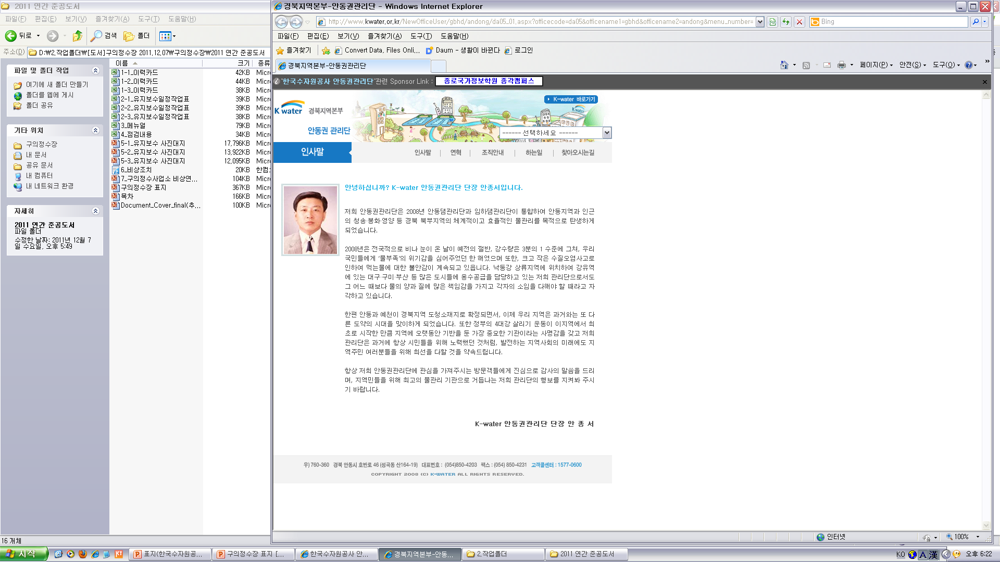 2011 연간 준공도서
파일(F) 편집(E) 보기(V) 즐겨찾기(A) 도구(T) 도움말(H)
뒤로 검색 폴더
주소(D) D:₩2.작업폴더₩[도서]구의정수장 2011.12.07₩구의정수장₩2011 연간 준공도서
파일 및 폴더 작업
여기에 새 폴더 만들기
폴더를 웹에 게시
폴더 공유
기타 위치
구의정수장
내 문서
공유 문서
내 컴퓨터
내 네트워크 환경
자세히
2011 연간 준공도서
파일 폴더
수정한 날짜: 2011년 12월 7
일 수요일, 오후 5:49
이름 크기 종류
1-1_이력카드 42KB Micr
1-2_이력카드 44KB Micr
1-3_이력카드 38KB Micr
2-1_유지보수일정작업표 39KB Micr
2-2_유지보수일정작업표 39KB Micr
2-3_유지보수일정작업표 38KB Micr
3_메뉴얼 79KB Micr
4_점검내용 34KB Micr
5-1_유지보수 사진대지 17,796KB Micr
5-2_유지보수 사진대지 13,922KB Micr
5-3_유지보수 사진대지 12,095KB Micr
6_비상조치 20KB 한컴
7_구의정수사업소 비상연... 104KB Micr
구의정수장 표지 367KB Micr
목차 166KB Micr
Document_Cover_final(추... 100KB Micr
16 개체
경북지역본부-안동권관리단 - Windows Internet Explorer
http://www.kwater.or.kr/NewOfficeUser/gbhd/andong/da05_01.aspx?officecode=da05&officename1=gbhd&officename2=andong&menu_number=
Bing
파일(F) 편집(E) 보기(V) 즐겨찾기(A) 도구(T) 도움말(H)
즐겨찾기 Convert Data, Files Onli... Daum - 생활이 바뀐다 로그인
경북지역본부-안동권관리단
페이지(P) 안전(S) 도구(O)
"한국수자원공사 안동권관리단"관련 Sponsor Link : 종로국가정보학원 종각캠퍼스
K water 경북지역본부
안동권 관리단
K-water 바로가기
K water
------ 선택하세요 ------
인사말
인사말 연혁 조직안내 하는일 찾아오시는길
안녕하십니까? K-water 안동권관리단 단장 안종서입니다.
저희 안동권관리단은 2008년 안동댐관리단과 임하댐관리단이 통합하여 안동지역과 인근
의 청송·봉화·영양 등 경북 북부지역의 체계적이고 효율적인 물관리를 목적으로 탄생하게
되었습니다.
2008년은 전국적으로 비나 눈이 온 날이 예전의 절반, 강수량은 3분의 1 수준에 그쳐, 우리
국민들에게 '물부족'의 위기감을 심어주었던 한 해였으며 또한, 크고 작은 수질오염사고로
인하여 먹는물에 대한 불안감이 계속되고 있읍니다. 낙동강 상류지역에 위치하여 강유역
에 있는 대구·구미·부산 등 많은 도시들에 용수공급을 담당하고 있는 저희 관리단으로서도
그 어느 때보다 물의 양과 질에 많은 책임감을 가지고 각자의 소임을 다해야 할 때라고 자
각하고 있습니다.
한편 안동과 예천이 경북지역 도청소재지로 확정되면서, 이제 우리 지역은 과거와는 또 다
른 도약의 시대를 맞이하게 되었습니다. 또한 정부의 4대강 살리기 운동이 이지역에서 최
초로 시작한 만큼 지역에 오랫동안 기반을 둔 가장 중요한 기관이라는 사명감을 갖고 저희
관리단은 과거에 항상 시민들을 위해 노력했던 것처럼, 발전하는 지역사회의 미래에도 지
역주민 여러분들을 위해 최선을 다할 것을 약속드립니다.
항상 저희 안동권관리단에 관심을 가져주시는 방문객들에게 진심으로 감사의 말씀을 드리
며, 지역민들을 위해 최고의 물관리 기관으로 거듭나는 저희 관리단의 행보를 지켜봐 주시
기 바랍니다.
K-water 안동권관리단 단장 안 종 서
우) 760-360 경북 안동시 호반로 46 (성곡동 산164-19) 대표번호 : (054)850-4203 팩스 : (054) 850-4231 고객콜센터 : 1577-0600
COPYRIGHT 2008 (C) K-WATER ALL RIGHTS RESERVED.
인터넷 100%
시작 표지(한국수자원공... 구의정수장 표지 [... 한국수자원공사 안... 경북지역본부-안동... 2.작업폴더 2011 연간 준공도서 KO A 漢 오후 6:22